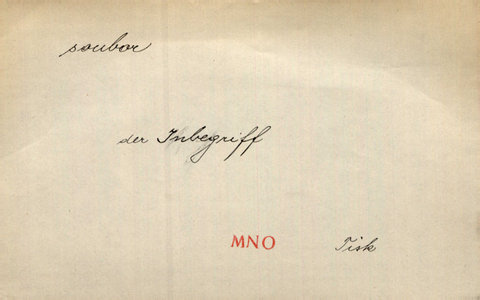 soubor
der Inbegriff
MNO Tisk